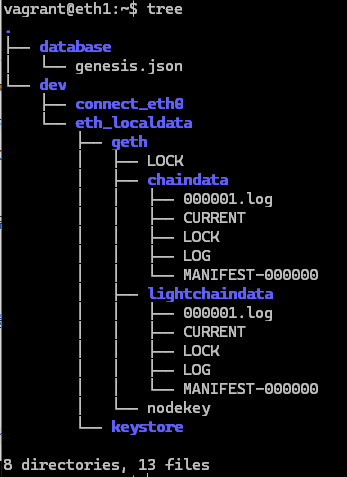 vagrant@eth1:~$ tree
.
├── database
│   └── genesis.json
└── dev
    ├── connect_eth0
    └── eth_localdata
        ├── geth
        │   ├── LOCK
        │   ├── chaindata
        │   │   ├── 000001.log
        │   │   ├── CURRENT
        │   │   ├── LOCK
        │   │   ├── LOG
        │   │   └── MANIFEST-000000
        │   ├── lightchaindata
        │   │   ├── 000001.log
        │   │   ├── CURRENT
        │   │   ├── LOCK
        │   │   ├── LOG
        │   │   └── MANIFEST-000000
        │   └── nodekey
        └── keystore

8 directories, 13 files